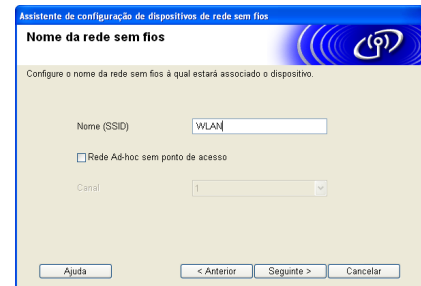 Assistente de configuração de dispositivos de rede sem fios
Nome da rede sem fios
Configure o nome da rede sem fios à qual estará associado o dispositivo.
Nome (SSID)
WLAN
Rede Ad-hoc sem ponto de acesso
Canal
1
Ajuda
< Anterior
Seguinte >
Cancelar